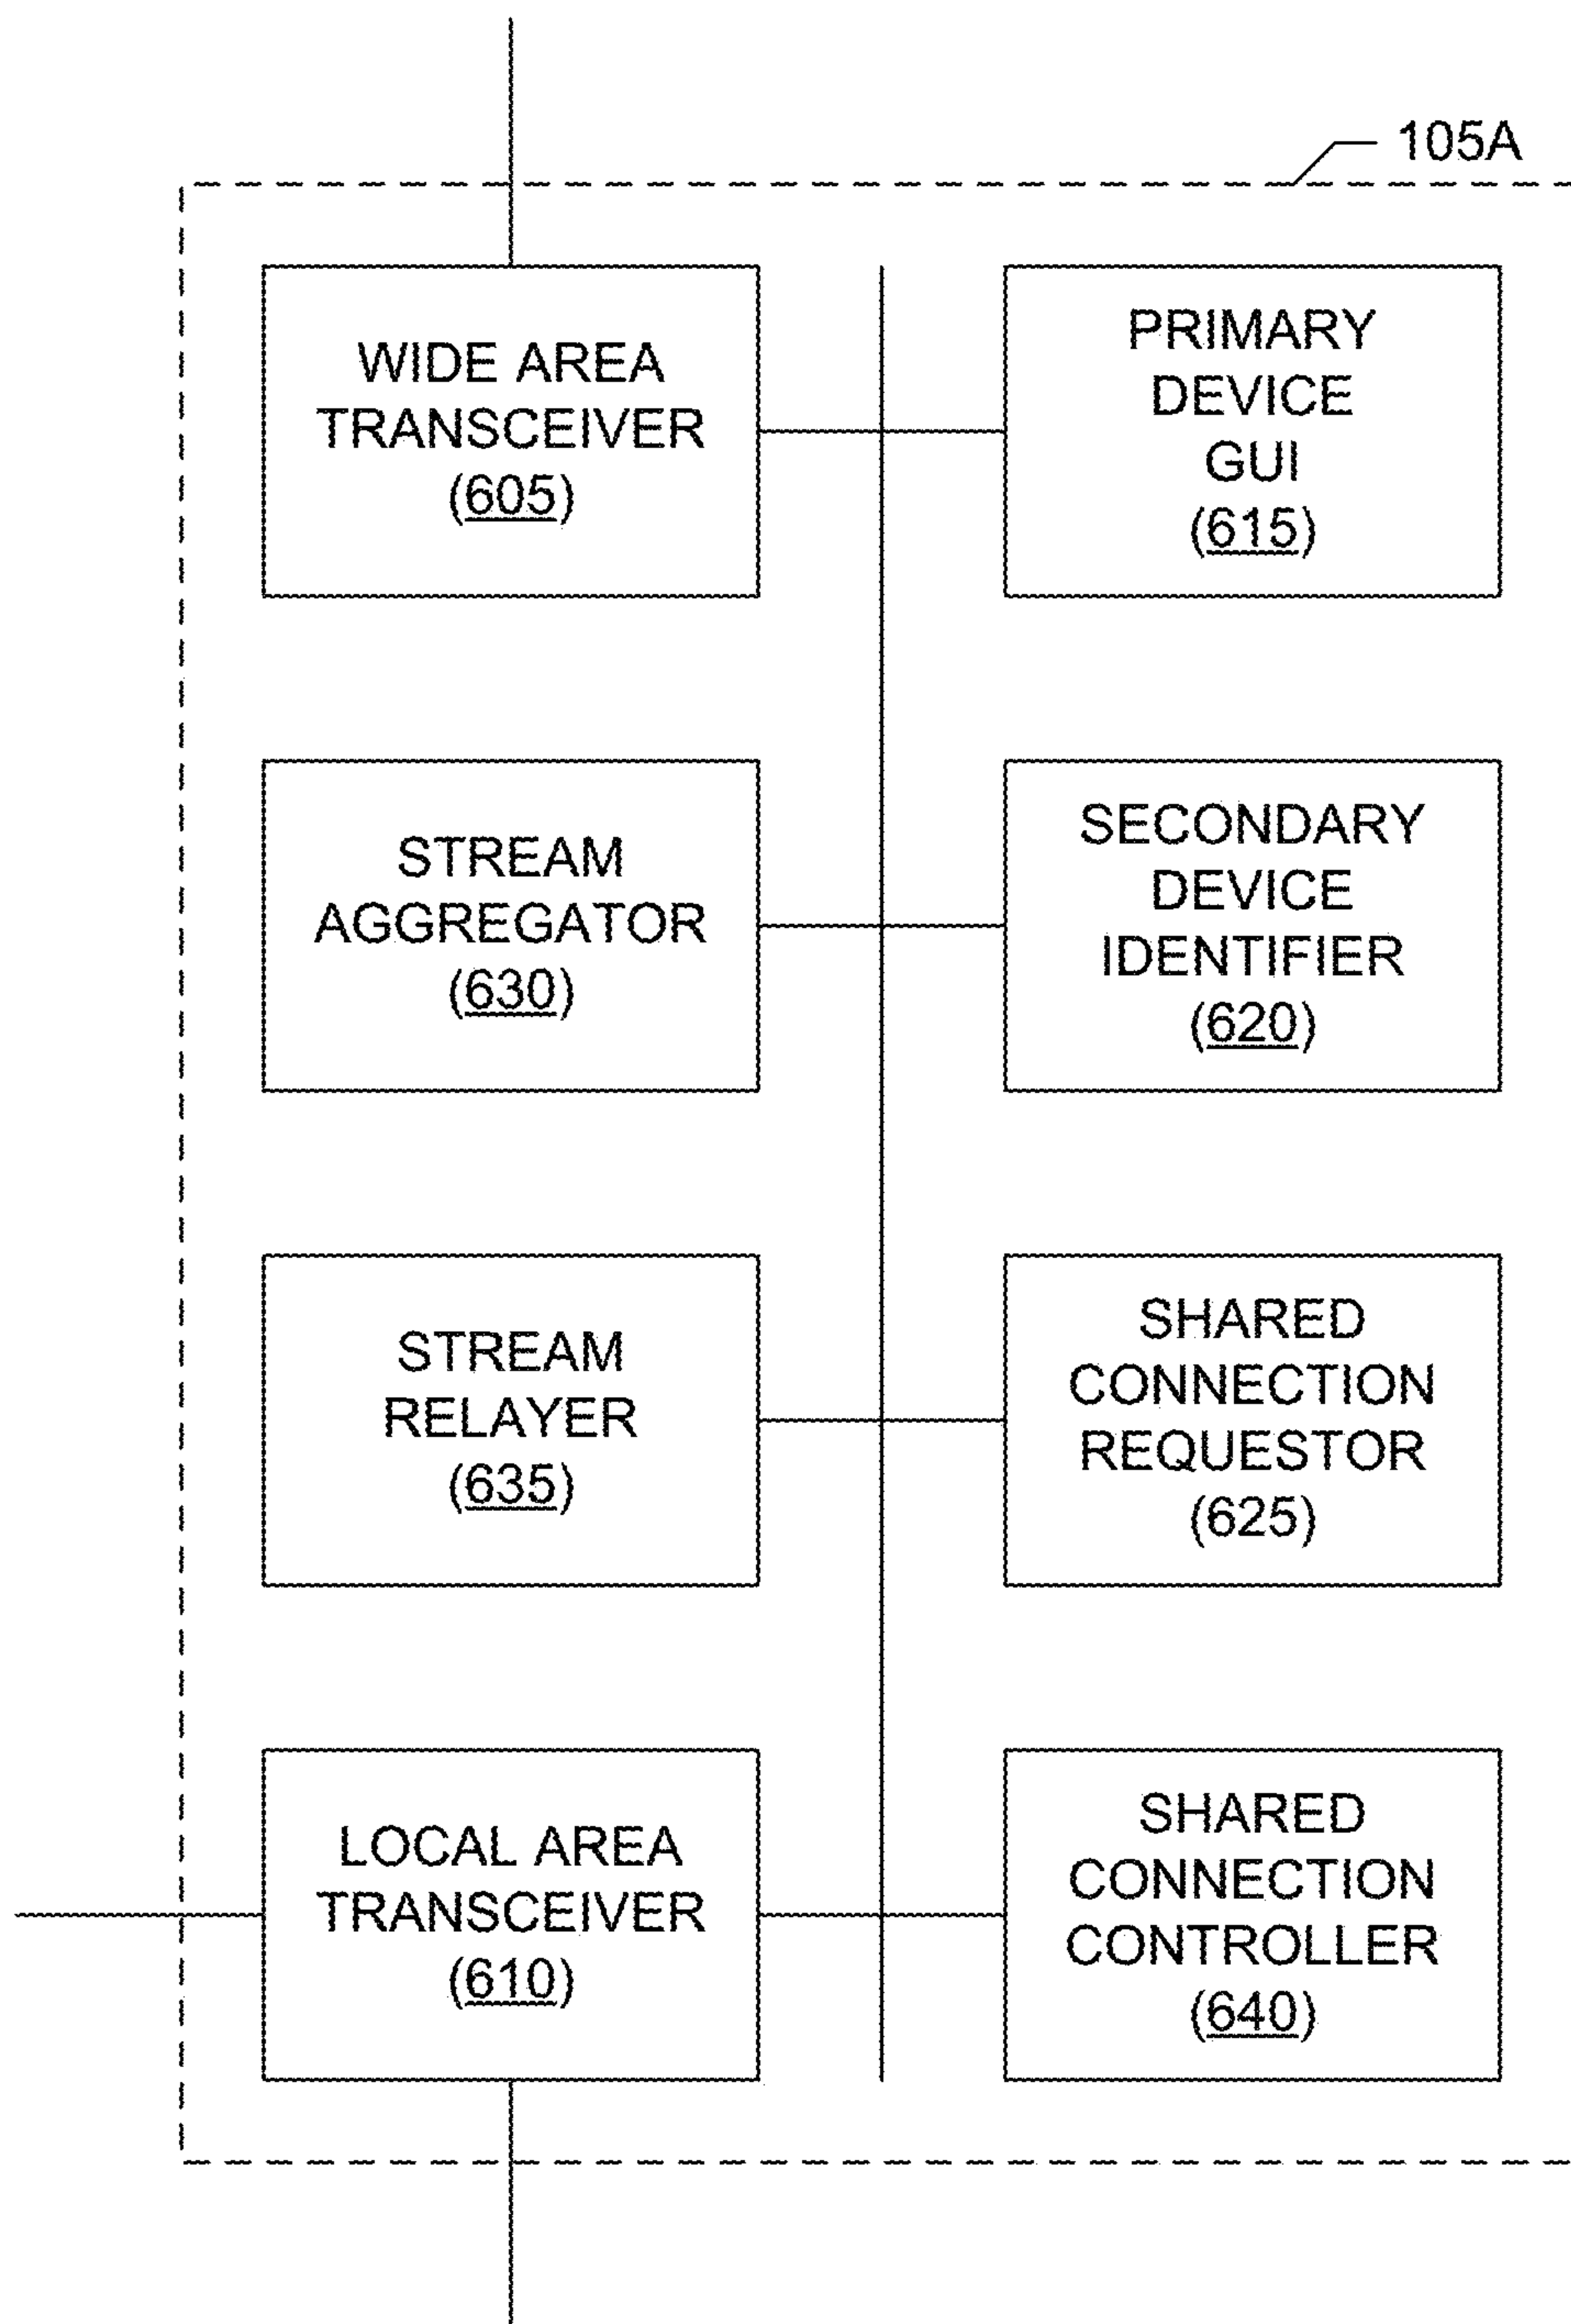 105A
WIDE AREA
TRANSCEIVER
(605)
PRIMARY
DEVICE
GUI
(615)
STREAM
AGGREGATOR
(630)
SECONDARY
DEVICE
IDENTIFIER
(620)
STREAM
RELAYER
(635)
SHARED
CONNECTION
REQUESTOR
(625)
LOCAL AREA
TRANSCEIVER
(610)
SHARED
CONNECTION
CONTROLLER
(640)